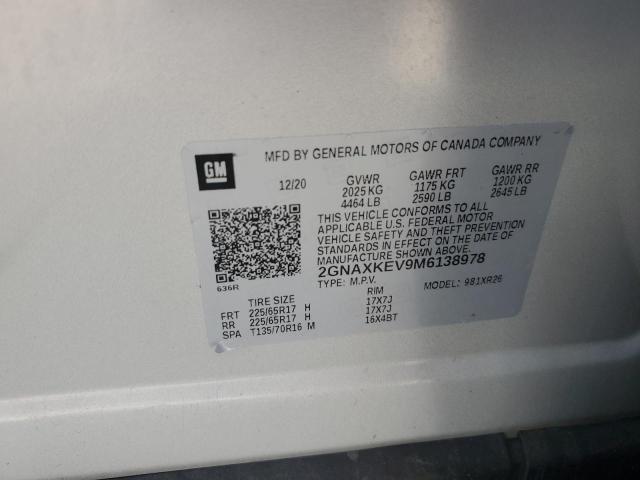 GM
MFD BY GENERAL MOTORS OF CANADA COMPANY
12/20 GVWR GAWR FRT GAWR RR
2025 KG 1175 KG 1200 KG
4464 LB 2590 LB 2645 LB
THIS VEHICLE CONFORMS TO ALL
APPLICABLE U.S. FEDERAL MOTOR
VEHICLE SAFETY AND THEFT PREVENTION
STANDARDS IN EFFECT ON THE DATE OF
MANUFACTURE SHOWN ABOVE.
2GNAXKEV9M6138978
636R TYPE: M.P.V. MODEL: 981XR26
TIRE SIZE RIM
FRT 225/65R17 H 17X7J
RR 225/65R17 H 17X7J
SPA T135/70R16 M 16X4BT